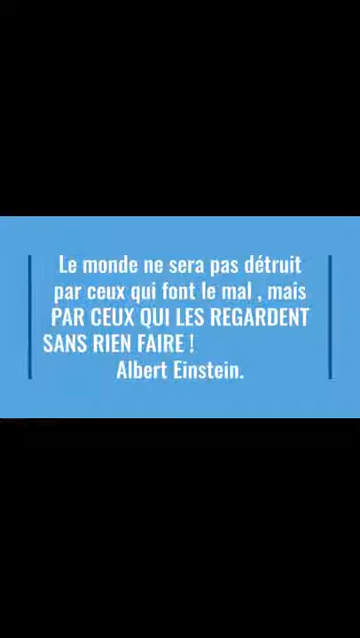 Le monde ne sera pas détruit
par ceux qui font le mal , mais
PAR CEUX QUI LES REGARDENT
SANS RIEN FAIRE !
Albert Einstein.